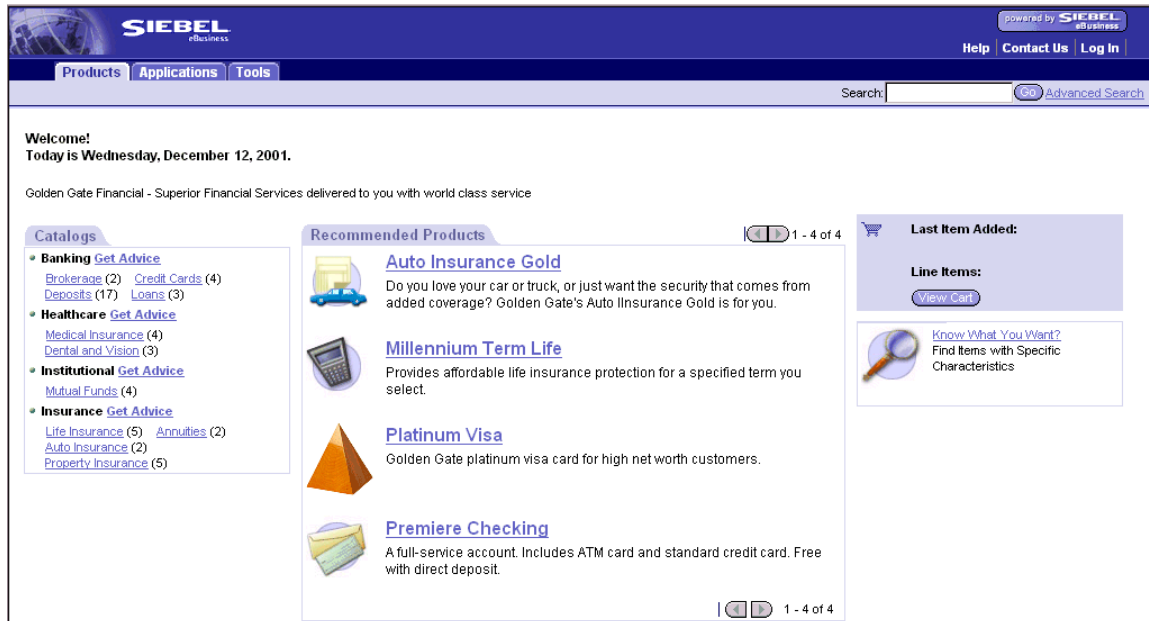 SIEBEL
eBusiness
powered by SIEBEL
eBusiness
Help Contact Us Log In
Products Applications Tools
Search: Go Advanced Search
Welcome!
Today is Wednesday, December 12, 2001.
Golden Gate Financial - Superior Financial Services delivered to you with world class service
Catalogs
Banking Get Advice
Brokerage (2) Credit Cards (4)
Deposits (17) Loans (3)
Healthcare Get Advice
Medical Insurance (4)
Dental and Vision (3)
Institutional Get Advice
Mutual Funds (4)
Insurance Get Advice
Life Insurance (5) Annuities (2)
Auto Insurance (2)
Property Insurance (5)
Recommended Products 1 - 4 of 4
Auto Insurance Gold
Do you love your car or truck, or just want the security that comes from
added coverage? Golden Gate's Auto IInsurance Gold is for you.
Millennium Term Life
Provides affordable life insurance protection for a specified term you
select.
Platinum Visa
Golden Gate platinum visa card for high net worth customers.
Premiere Checking
A full-service account. Includes ATM card and standard credit card. Free
with direct deposit.
1 - 4 of 4
Last Item Added:
Line Items:
View Cart
Know What You Want?
Find Items with Specific
Characteristics